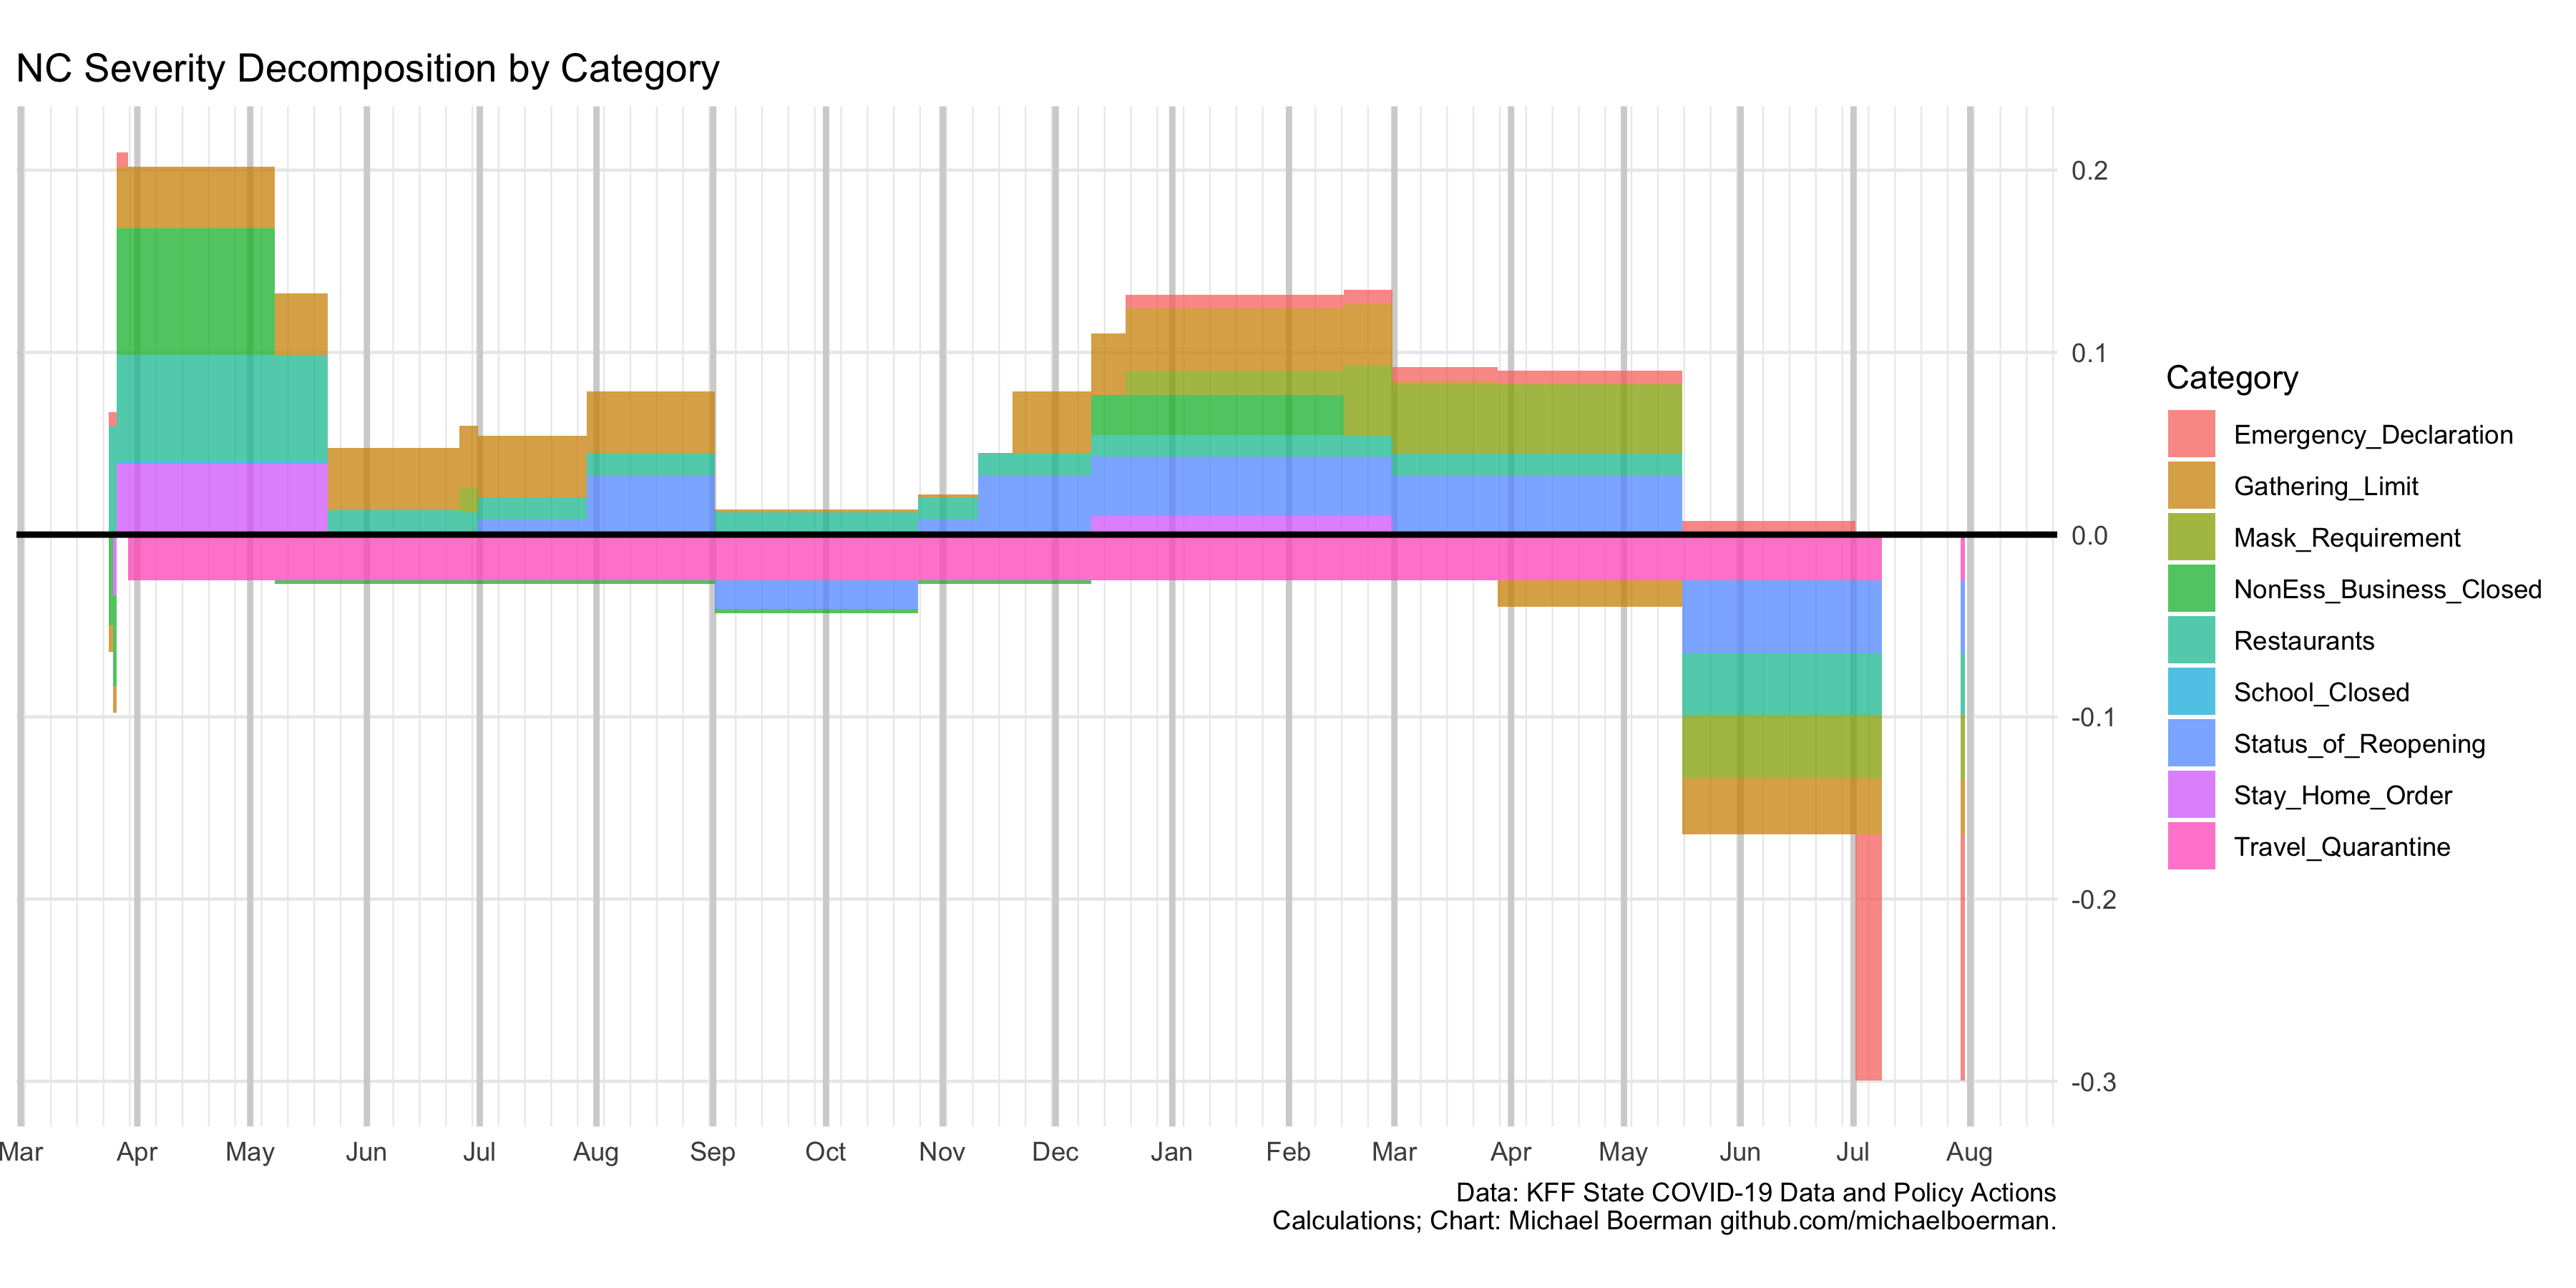 NC Severity Decomposition by Category
0.2
0.1
0.0
-0.1
-0.2
-0.3
Mar Apr May Jun Jul Aug Sep Oct Nov Dec Jan Feb Mar Apr May Jun Jul Aug
Category
Emergency_Declaration
Gathering_Limit
Mask_Requirement
NonEss_Business_Closed
Restaurants
School_Closed
Status_of_Reopening
Stay_Home_Order
Travel_Quarantine
Data: KFF State COVID-19 Data and Policy Actions
Calculations; Chart: Michael Boerman github.com/michaelboerman.